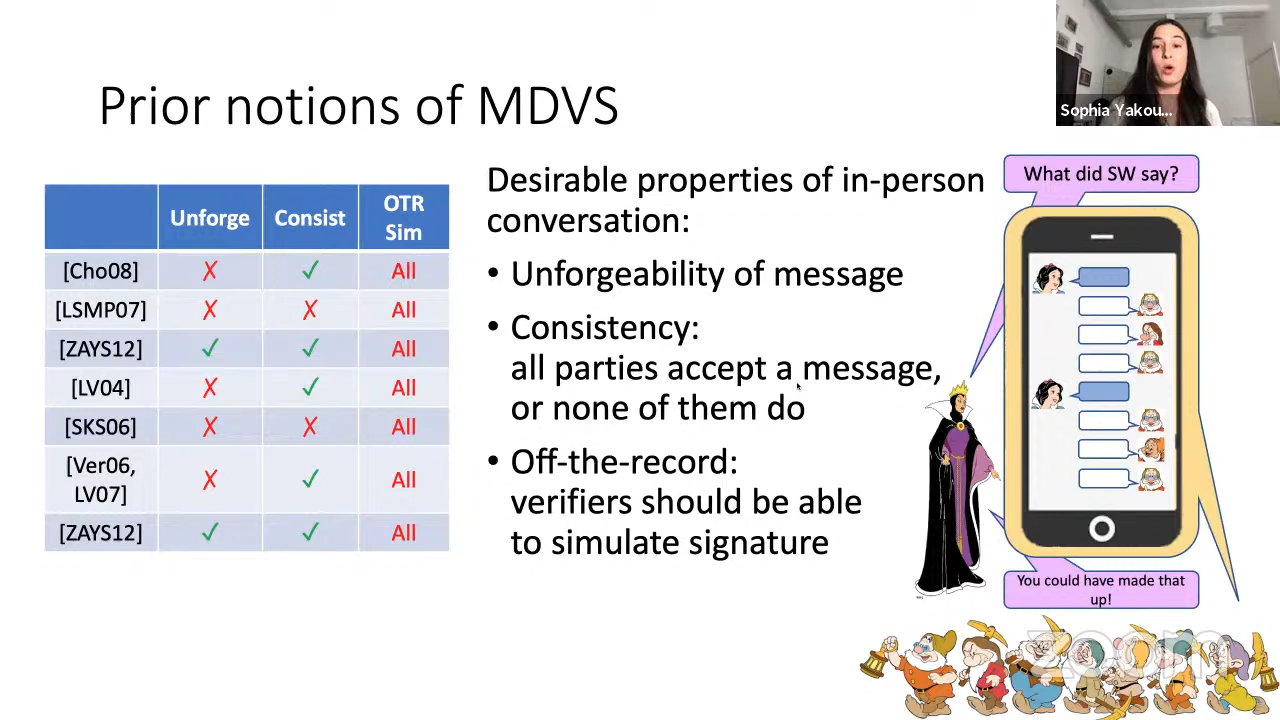 Sophia Yakou...
Prior notions of MDVS
Unforge Consist OTR Sim
[Cho08] ✗ ✓ All
[LSMP07] ✗ ✗ All
[ZAYS12] ✓ ✓ All
[LV04] ✗ ✓ All
[SKS06] ✗ ✗ All
[Ver06, LV07] ✗ ✓ All
[ZAYS12] ✓ ✓ All
Desirable properties of in-person
conversation:
• Unforgeability of message
• Consistency:
all parties accept a message,
or none of them do
• Off-the-record:
verifiers should be able
to simulate signature
What did SW say?
You could have made that
up!
zoom